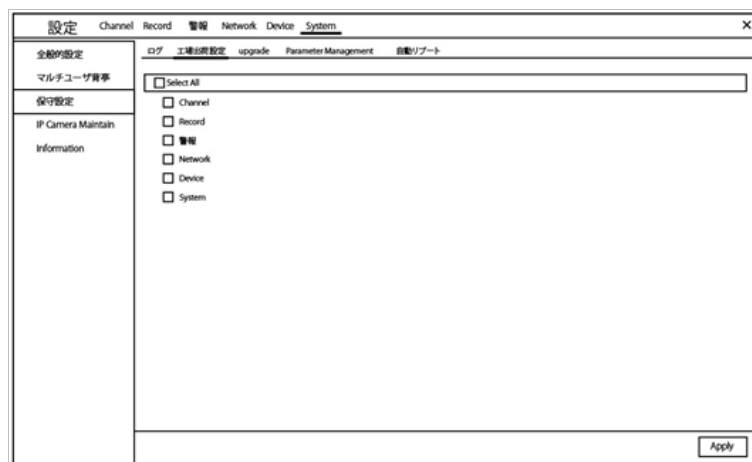 設定 Channel Record 警報 Network Device System ×
ログ 工場出荷設定 upgrade Parameter Management 自動リブート
全般的設定
マルチユーザ背事
保守設定
IP Camera Maintain
Information
Select All
Channel
Record
警報
Network
Device
System
Apply